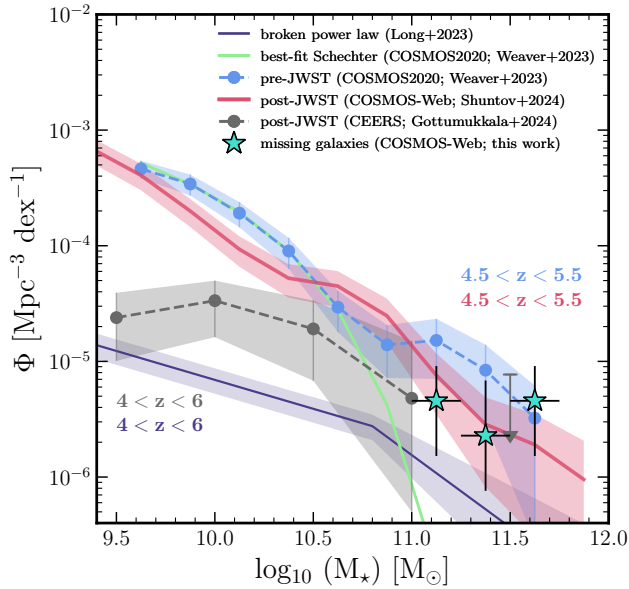 broken power law (Long+2023)
best-fit Schechter (COSMOS2020; Weaver+2023)
pre-JWST (COSMOS2020; Weaver+2023)
post-JWST (COSMOS-Web; Shuntov+2024)
post-JWST (CEERS; Gottumukkala+2024)
missing galaxies (COSMOS-Web; this work)
10⁻²
10⁻³
10⁻⁴
10⁻⁵
10⁻⁶
Φ [Mpc⁻³ dex⁻¹]
4.5 < z < 5.5
4.5 < z < 5.5
4 < z < 6
4 < z < 6
9.5 10.0 10.5 11.0 11.5 12.0
log₁₀ (M⋆) [M⊙]